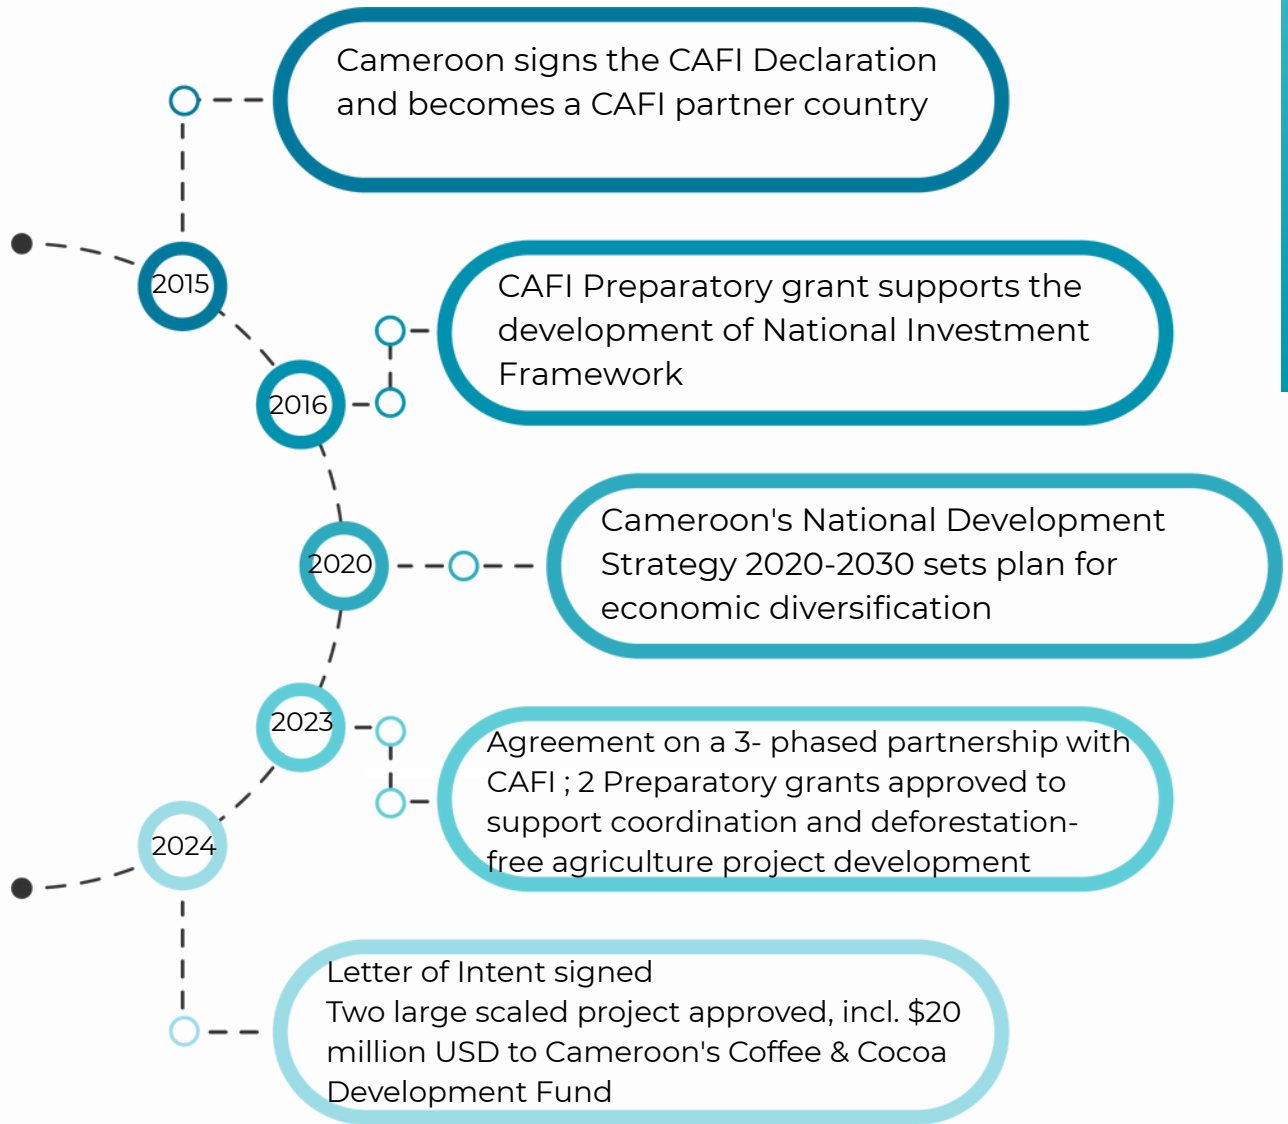 Cameroon signs the CAFI Declaration
and becomes a CAFI partner country
2015
CAFI Preparatory grant supports the
development of National Investment
Framework
2016
Cameroon's National Development
Strategy 2020-2030 sets plan for
economic diversification
2020
2023
Agreement on a 3- phased partnership with
CAFI ; 2 Preparatory grants approved to
support coordination and deforestation-
free agriculture project development
2024
Letter of Intent signed
Two large scaled project approved, incl. $20
million USD to Cameroon's Coffee & Cocoa
Development Fund